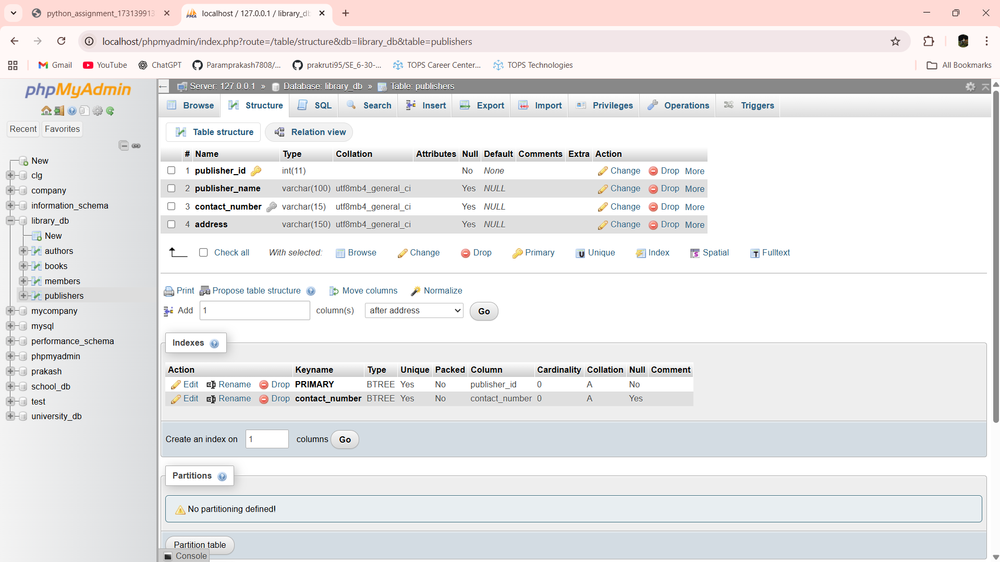 python_assignment_173139913
localhost / 127.0.0.1 / library_db
localhost/phpmyadmin/index.php?route=/table/structure&db=library_db&table=publishers
Gmail YouTube ChatGPT Paramprakash7808/... prakruti95/SE_6-30-... TOPS Career Center... TOPS Technologies All Bookmarks
phpMyAdmin
Recent Favorites
New
clg
company
information_schema
library_db
New
authors
books
members
publishers
mycompany
mysql
performance_schema
phpmyadmin
prakash
school_db
test
university_db
Server: 127.0.0.1 » Database: library_db » Table: publishers
Browse Structure SQL Search Insert Export Import Privileges Operations Triggers
Table structure Relation view
# Name Type Collation Attributes Null Default Comments Extra Action
1 publisher_id int(11) No None Change Drop More
2 publisher_name varchar(100) utf8mb4_general_ci Yes NULL Change Drop More
3 contact_number varchar(15) utf8mb4_general_ci Yes NULL Change Drop More
4 address varchar(150) utf8mb4_general_ci Yes NULL Change Drop More
Check all With selected: Browse Change Drop Primary Unique Index Spatial Fulltext
Print Propose table structure Move columns Normalize
Add 1 column(s) after address Go
Indexes
Action Keyname Type Unique Packed Column Cardinality Collation Null Comment
Edit Rename Drop PRIMARY BTREE Yes No publisher_id 0 A No
Edit Rename Drop contact_number BTREE Yes No contact_number 0 A Yes
Create an index on 1 columns Go
Partitions
No partitioning defined!
Partition table
Console